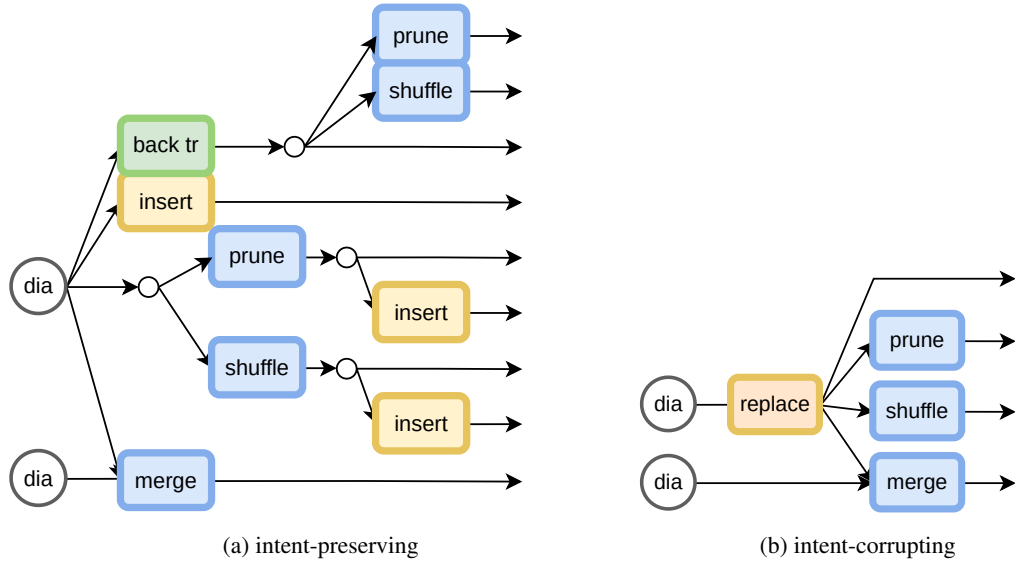 prune
shuffle
back tr
insert
prune
dia
insert
shuffle
insert
dia
merge
(a) intent-preserving
prune
dia
replace
shuffle
dia
merge
(b) intent-corrupting